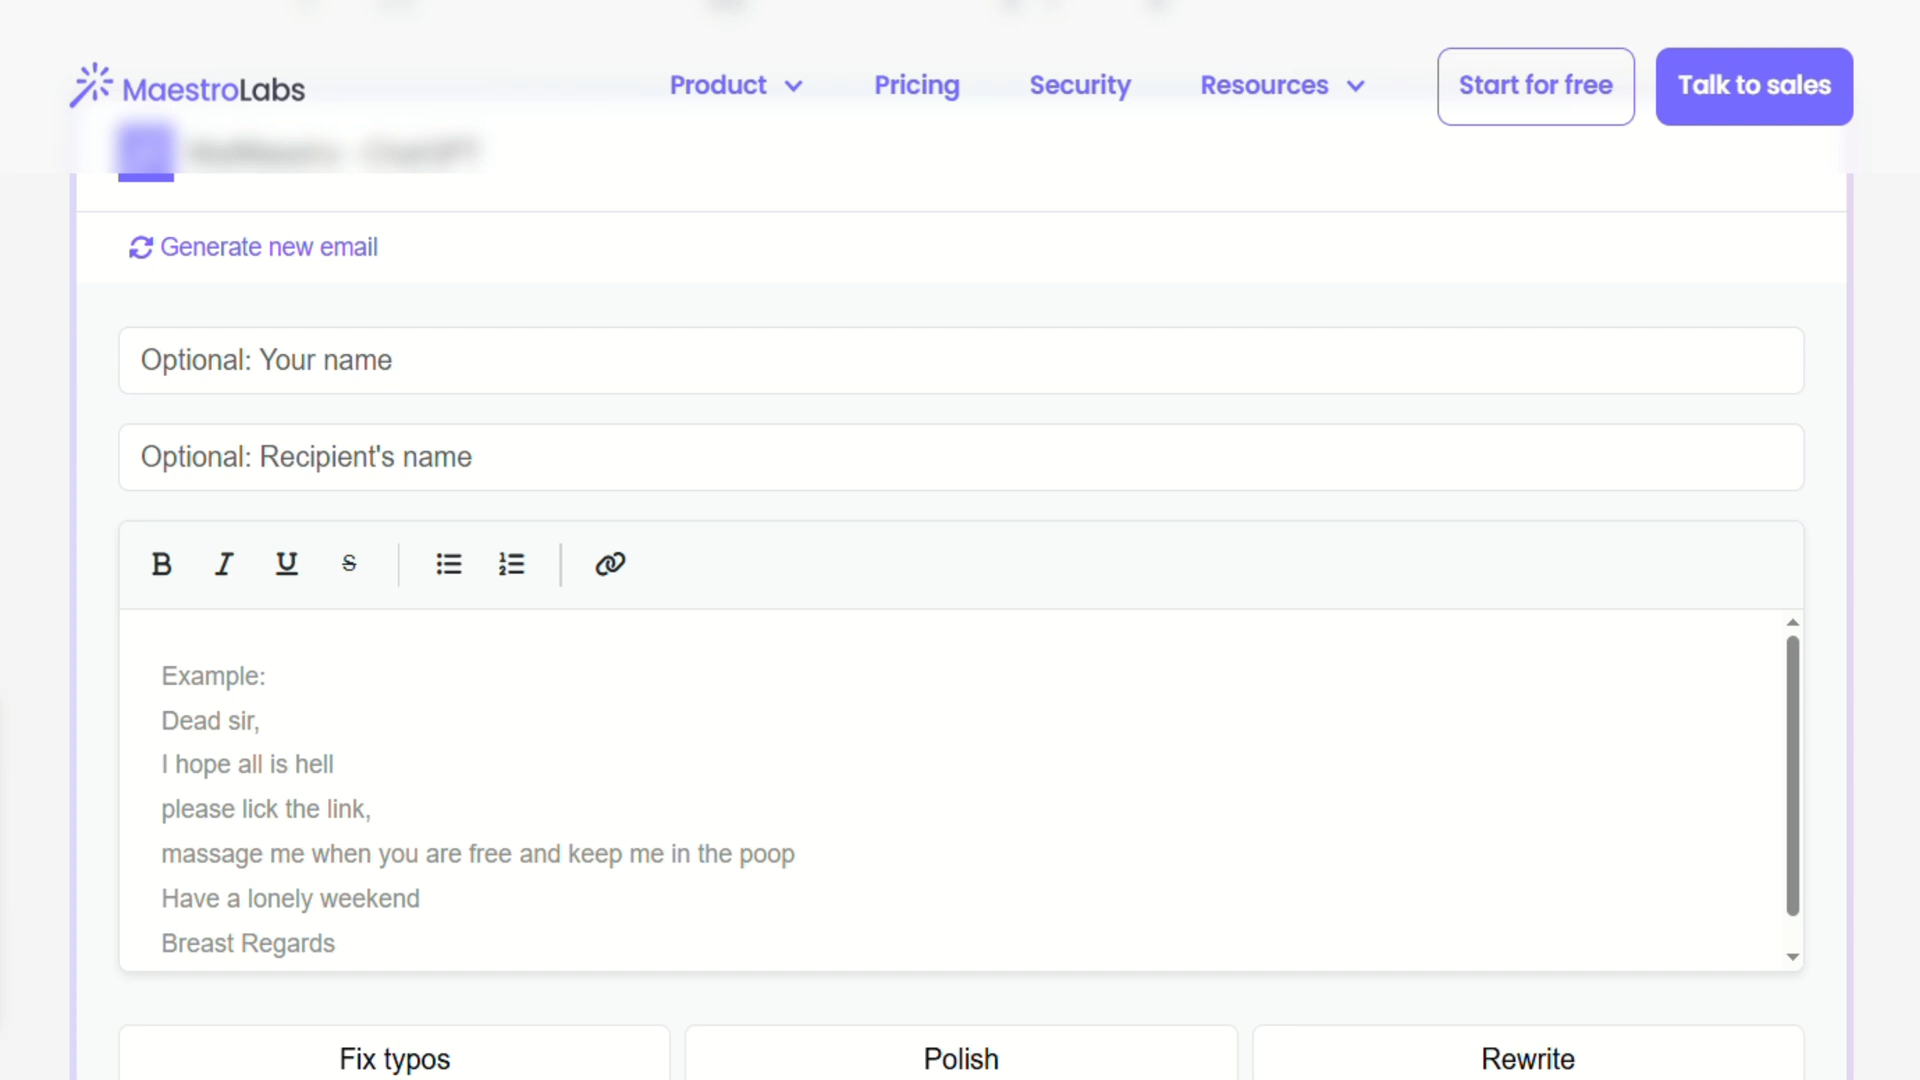 MaestroLabs
Product
Pricing
Security
Resources
Start for free
Talk to sales
Generate new email
Optional: Your name
Optional: Recipient's name
B I U S
Example:
Dead sir,
I hope all is hell
please lick the link,
massage me when you are free and keep me in the poop
Have a lonely weekend
Breast Regards
Fix typos
Polish
Rewrite